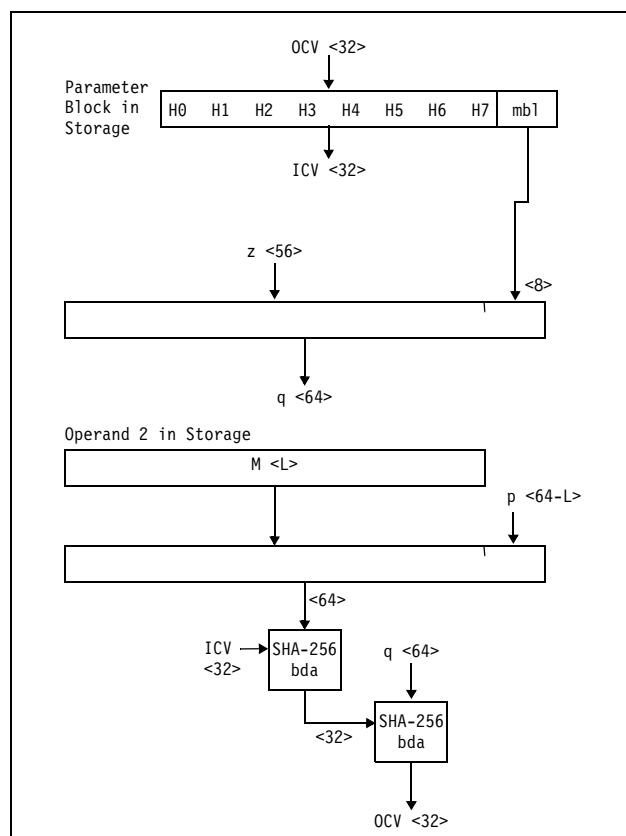 OCV <32>
Parameter
Block in
Storage
H0 H1 H2 H3 H4 H5 H6 H7 mbl
ICV <32>
z <56>
<8>
q <64>
Operand 2 in Storage
M <L>
p <64-L>
<64>
ICV
<32>
SHA-256
bda
q <64>
<32>
SHA-256
bda
OCV <32>